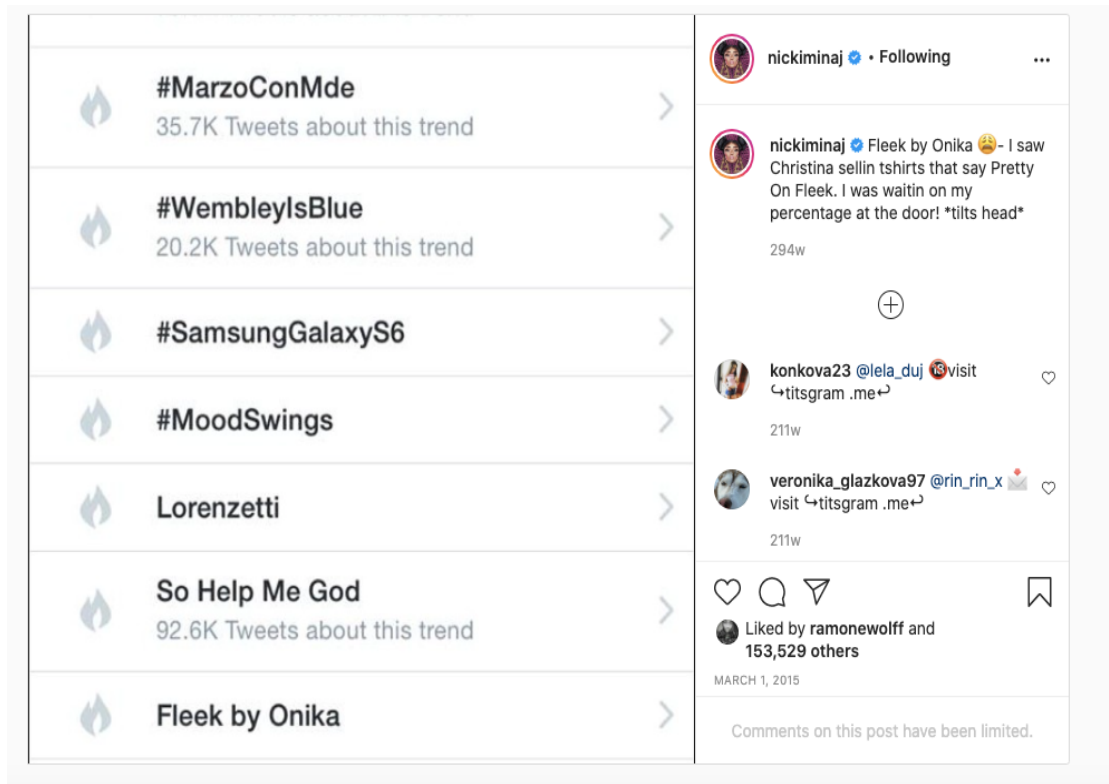 #MarzoConMde
35.7K Tweets about this trend
#WembleyIsBlue
20.2K Tweets about this trend
#SamsungGalaxyS6
#MoodSwings
Lorenzetti
So Help Me God
92.6K Tweets about this trend
Fleek by Onika
nickiminaj • Following
nickiminaj Fleek by Onika 😩- I saw
Christina sellin tshirts that say Pretty
On Fleek. I was waitin on my
percentage at the door! *tilts head*
294w
konkova23 @lela_duj 🔞visit
↪titsgram .me↩
211w
veronika_glazkova97 @rin_rin_x 📩
visit ↪titsgram .me↩
211w
Liked by ramonewolff and
153,529 others
MARCH 1, 2015
Comments on this post have been limited.